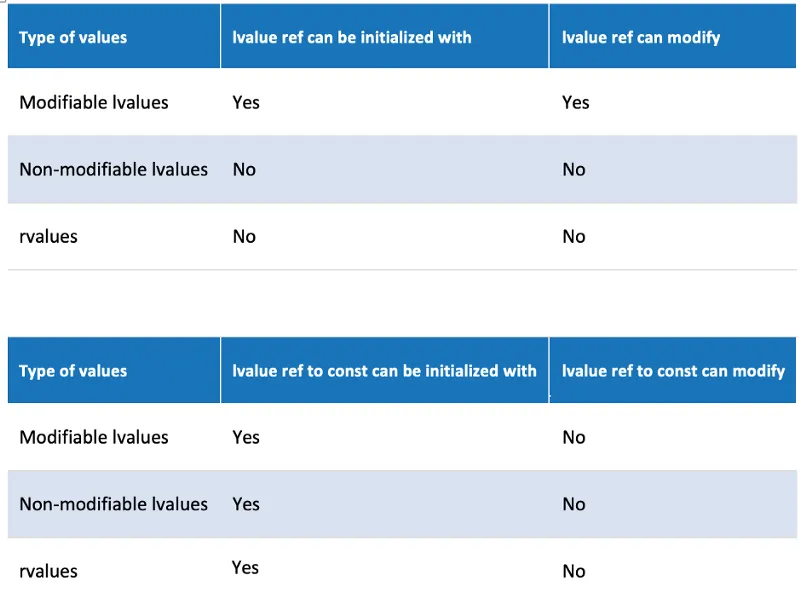 Type of values lvalue ref can be initialized with lvalue ref can modify
Modifiable lvalues Yes Yes
Non-modifiable lvalues No No
rvalues No No
Type of values lvalue ref to const can be initialized with lvalue ref to const can modify
Modifiable lvalues Yes No
Non-modifiable lvalues Yes No
rvalues Yes No